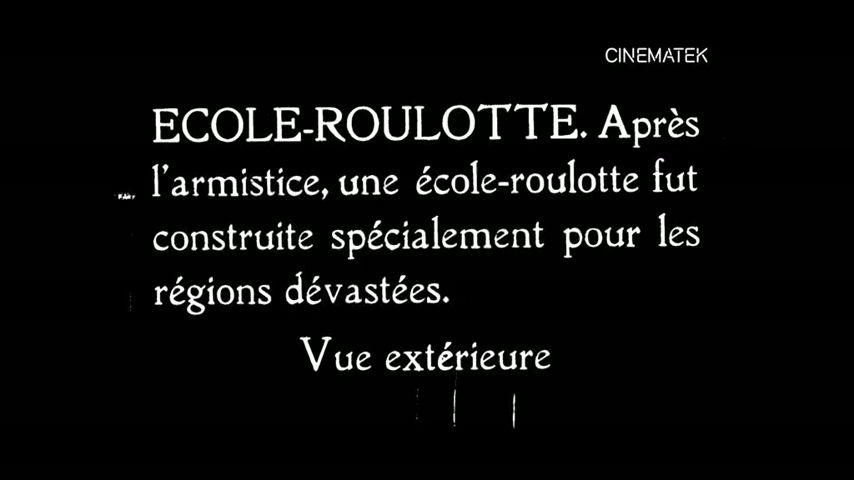 CINEMATEK
ECOLE-ROULOTTE. Après
l'armistice, une école-roulotte fut
construite spécialement pour les
régions dévastées.
Vue extérieure